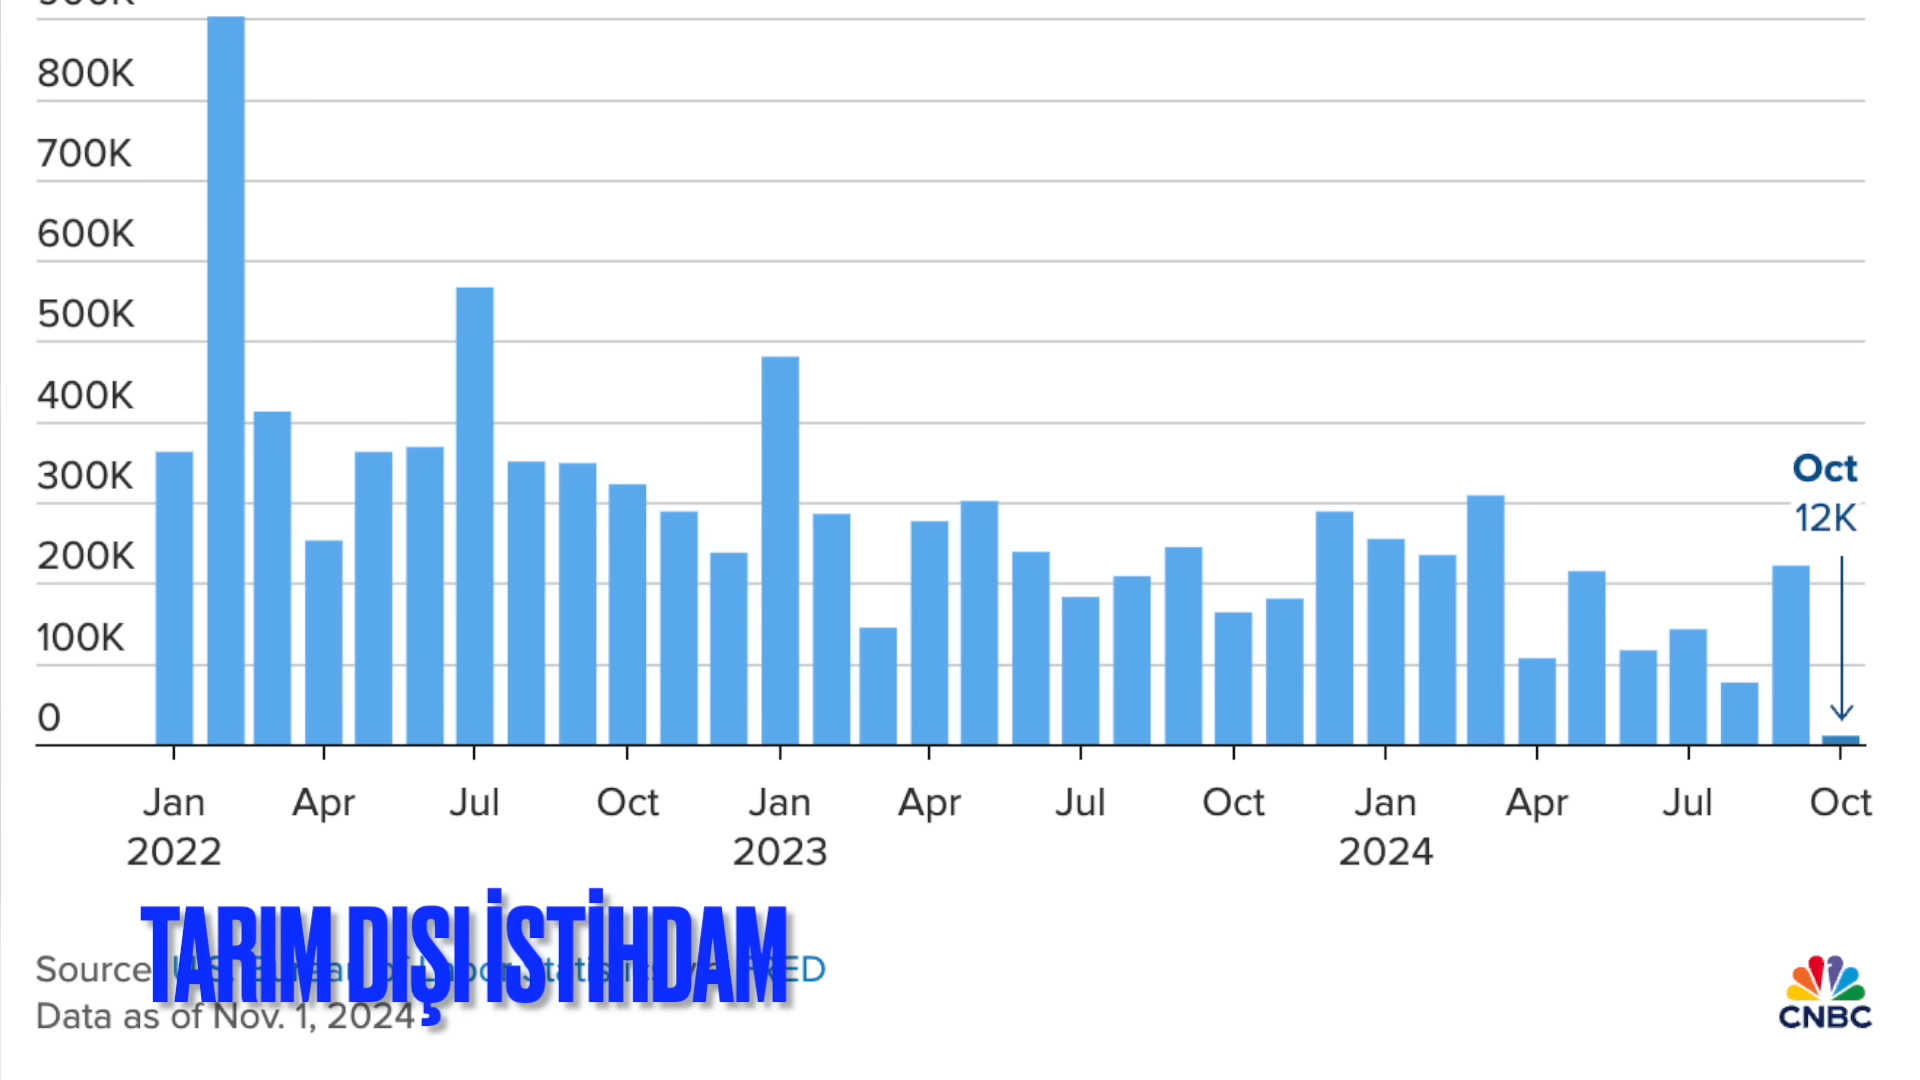 900K
800K
700K
600K
500K
400K
300K
200K
100K
0
Oct
12K
Jan Apr Jul Oct Jan Apr Jul Oct Jan Apr Jul Oct
2022 2023 2024
TARIM DIŞI İSTİHDAM
Source
Data as of Nov. 1, 2024
CNBC